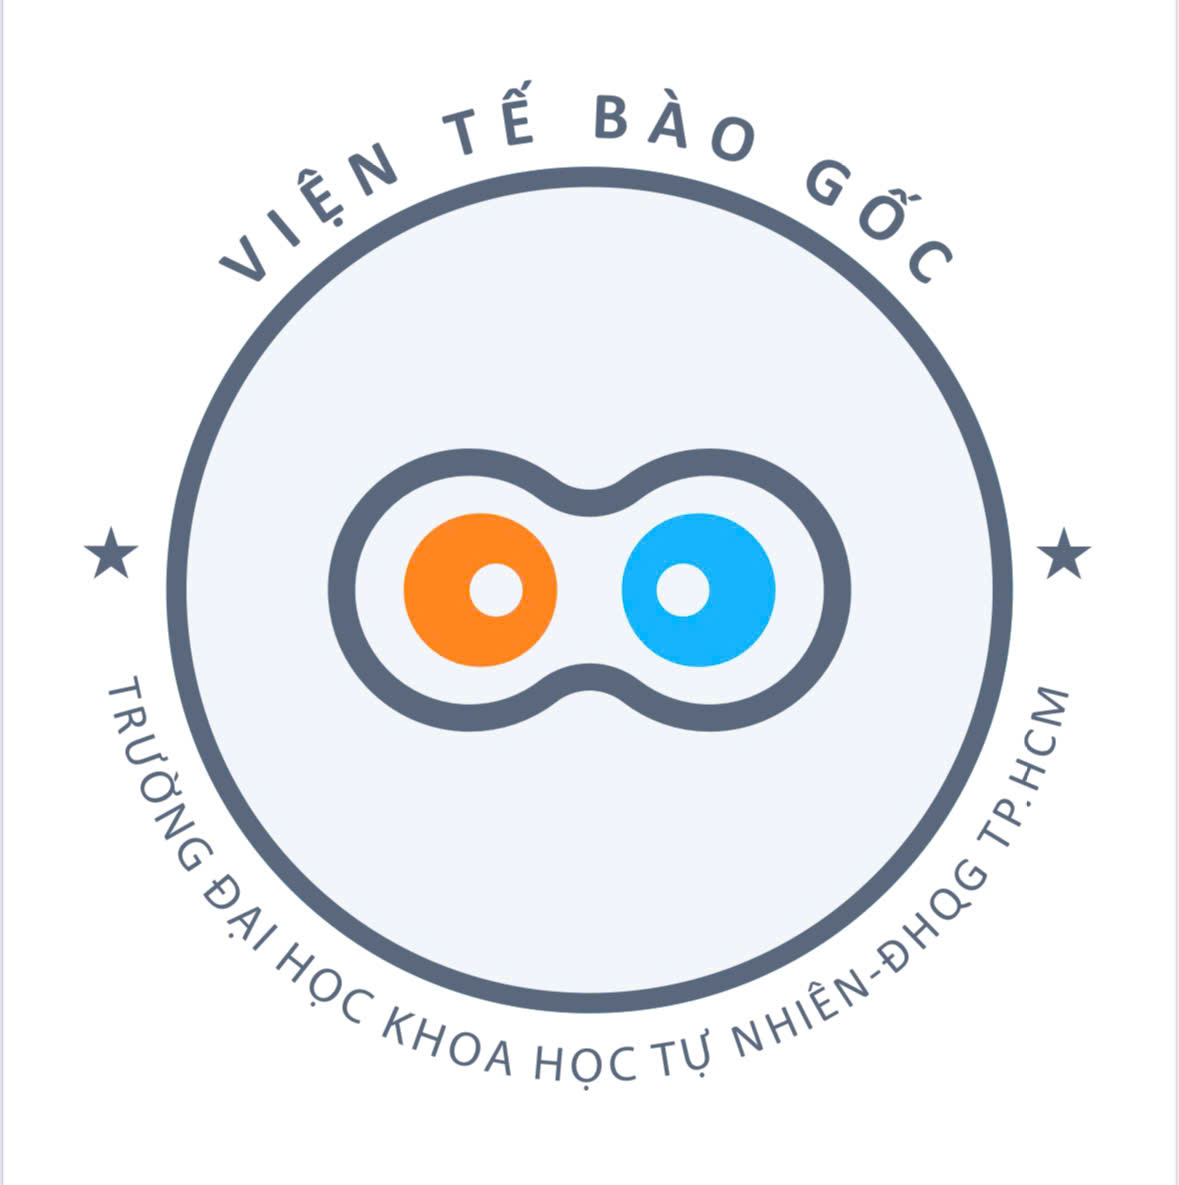 VIỆN TẾ BÀO GỐC
TRƯỜNG ĐẠI HỌC KHOA HỌC TỰ NHIÊN-ĐHQG TP.HCM